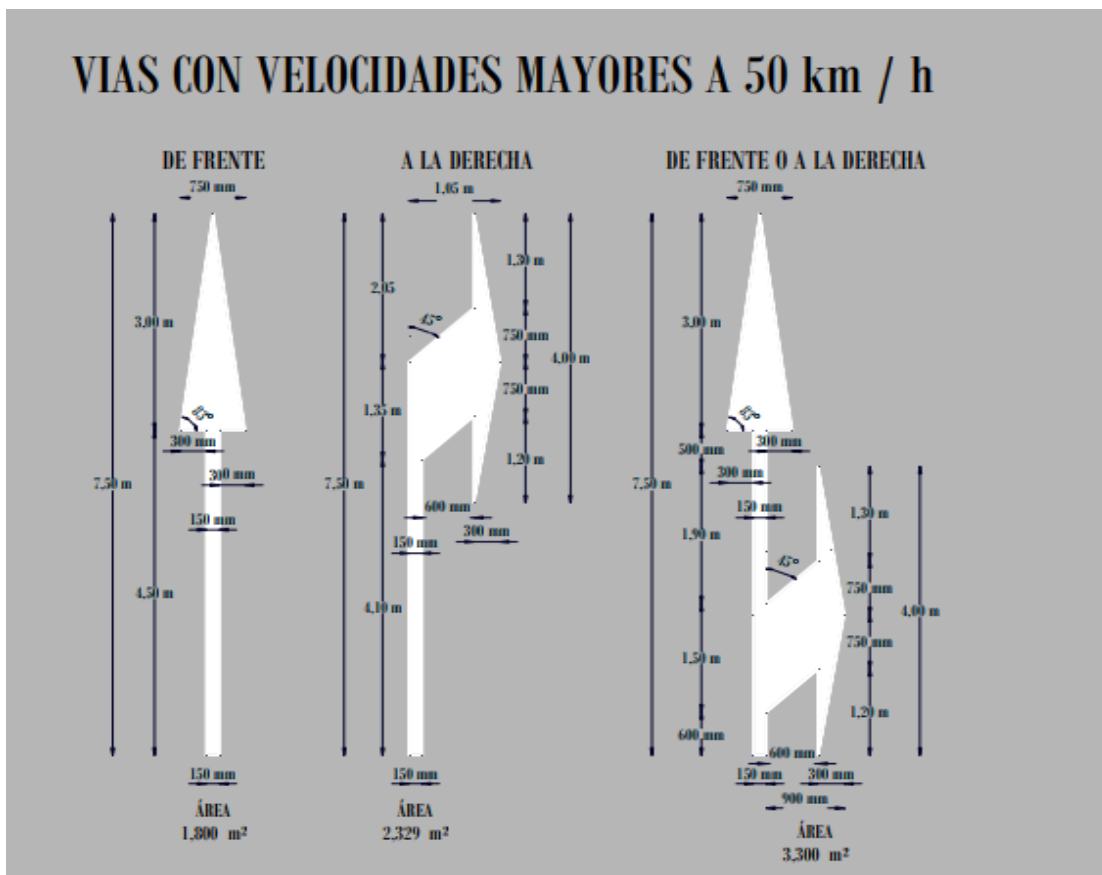 VIAS CON VELOCIDADES MAYORES A 50 km / h
DE FRENTE
750 mm
7,50 m
3,00 m
83°
300 mm
300 mm
150 mm
4,50 m
150 mm
ÁREA
1,800 m²
A LA DERECHA
1,05 m
7,50 m
2,05
45°
1,35 m
4,10 m
1,30 m
750 mm
750 mm
4,00 m
1,20 m
600 mm
300 mm
150 mm
150 mm
ÁREA
2,329 m²
DE FRENTE O A LA DERECHA
750 mm
7,50 m
3,00 m
83°
500 mm
300 mm
300 mm
150 mm
1,90 m
45°
1,50 m
600 mm
1,30 m
750 mm
750 mm
4,00 m
1,20 m
600 mm
150 mm
300 mm
900 mm
ÁREA
3,300 m²